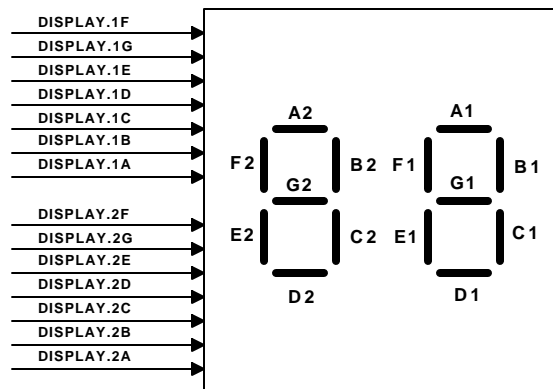 DISPLAY.1F
DISPLAY.1G
DISPLAY.1E
DISPLAY.1D
DISPLAY.1C
DISPLAY.1B
DISPLAY.1A
DISPLAY.2F
DISPLAY.2G
DISPLAY.2E
DISPLAY.2D
DISPLAY.2C
DISPLAY.2B
DISPLAY.2A
A2
F2 B2
G2
E2 C2
D2
A1
F1 B1
G1
E1 C1
D1